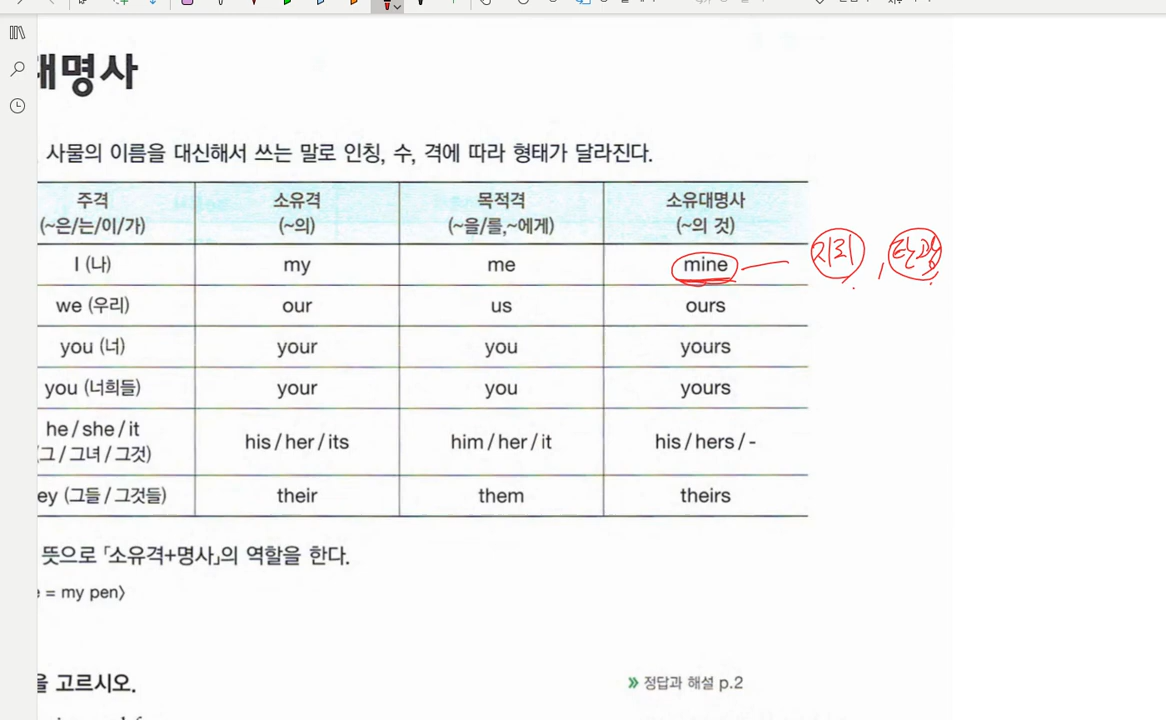 대명사
사물의 이름을 대신해서 쓰는 말로 인칭, 수, 격에 따라 형태가 달라진다.
주격 소유격 목적격 소유대명사
(~은/는/이/가) (~의) (~을/를,~에게) (~의 것)
I (나) my me mine 지뢰, 탄광
we (우리) our us ours
you (너) your you yours
you (너희들) your you yours
he / she / it
(그 / 그녀 / 그것) his / her / its him / her / it his / hers / -
ey (그들 / 그것들) their them theirs
뜻으로 「소유격+명사」의 역할을 한다.
= my pen〉
을 고르시오.
» 정답과 해설 p.2